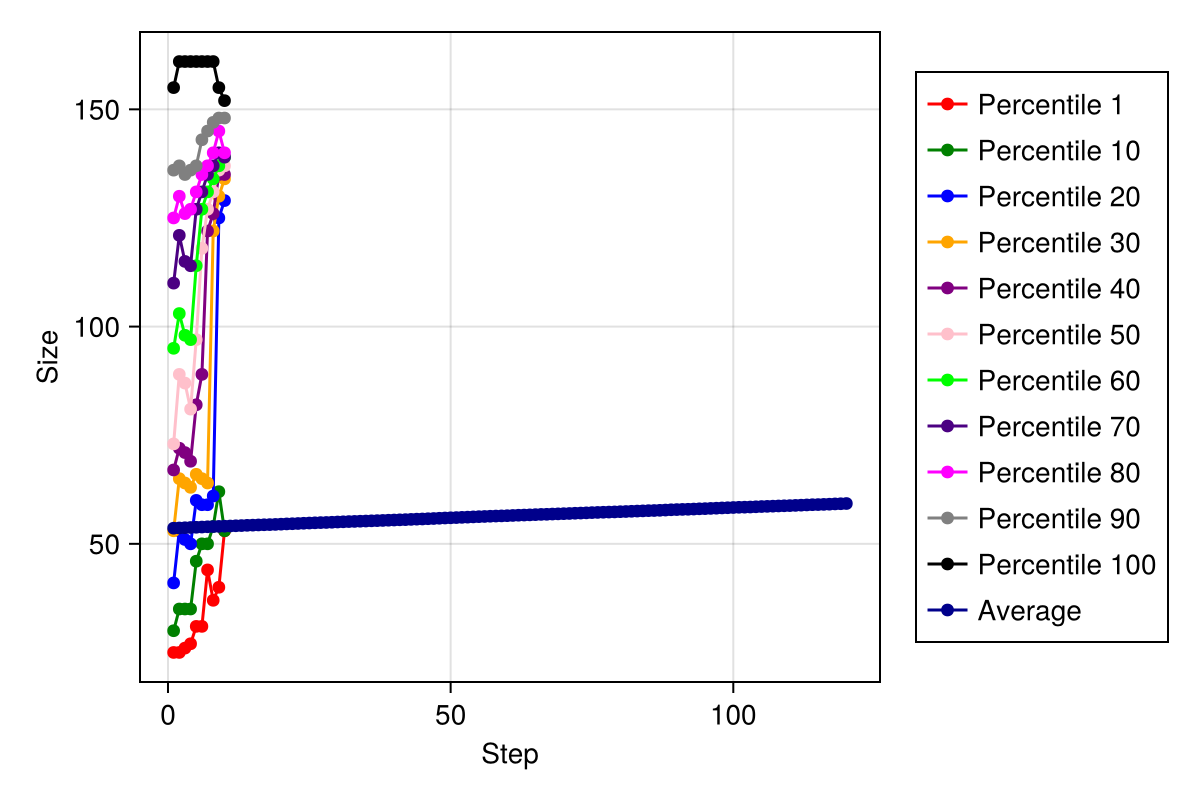 150
100
50
Size
0
50
100
Step
Percentile 1
Percentile 10
Percentile 20
Percentile 30
Percentile 40
Percentile 50
Percentile 60
Percentile 70
Percentile 80
Percentile 90
Percentile 100
Average